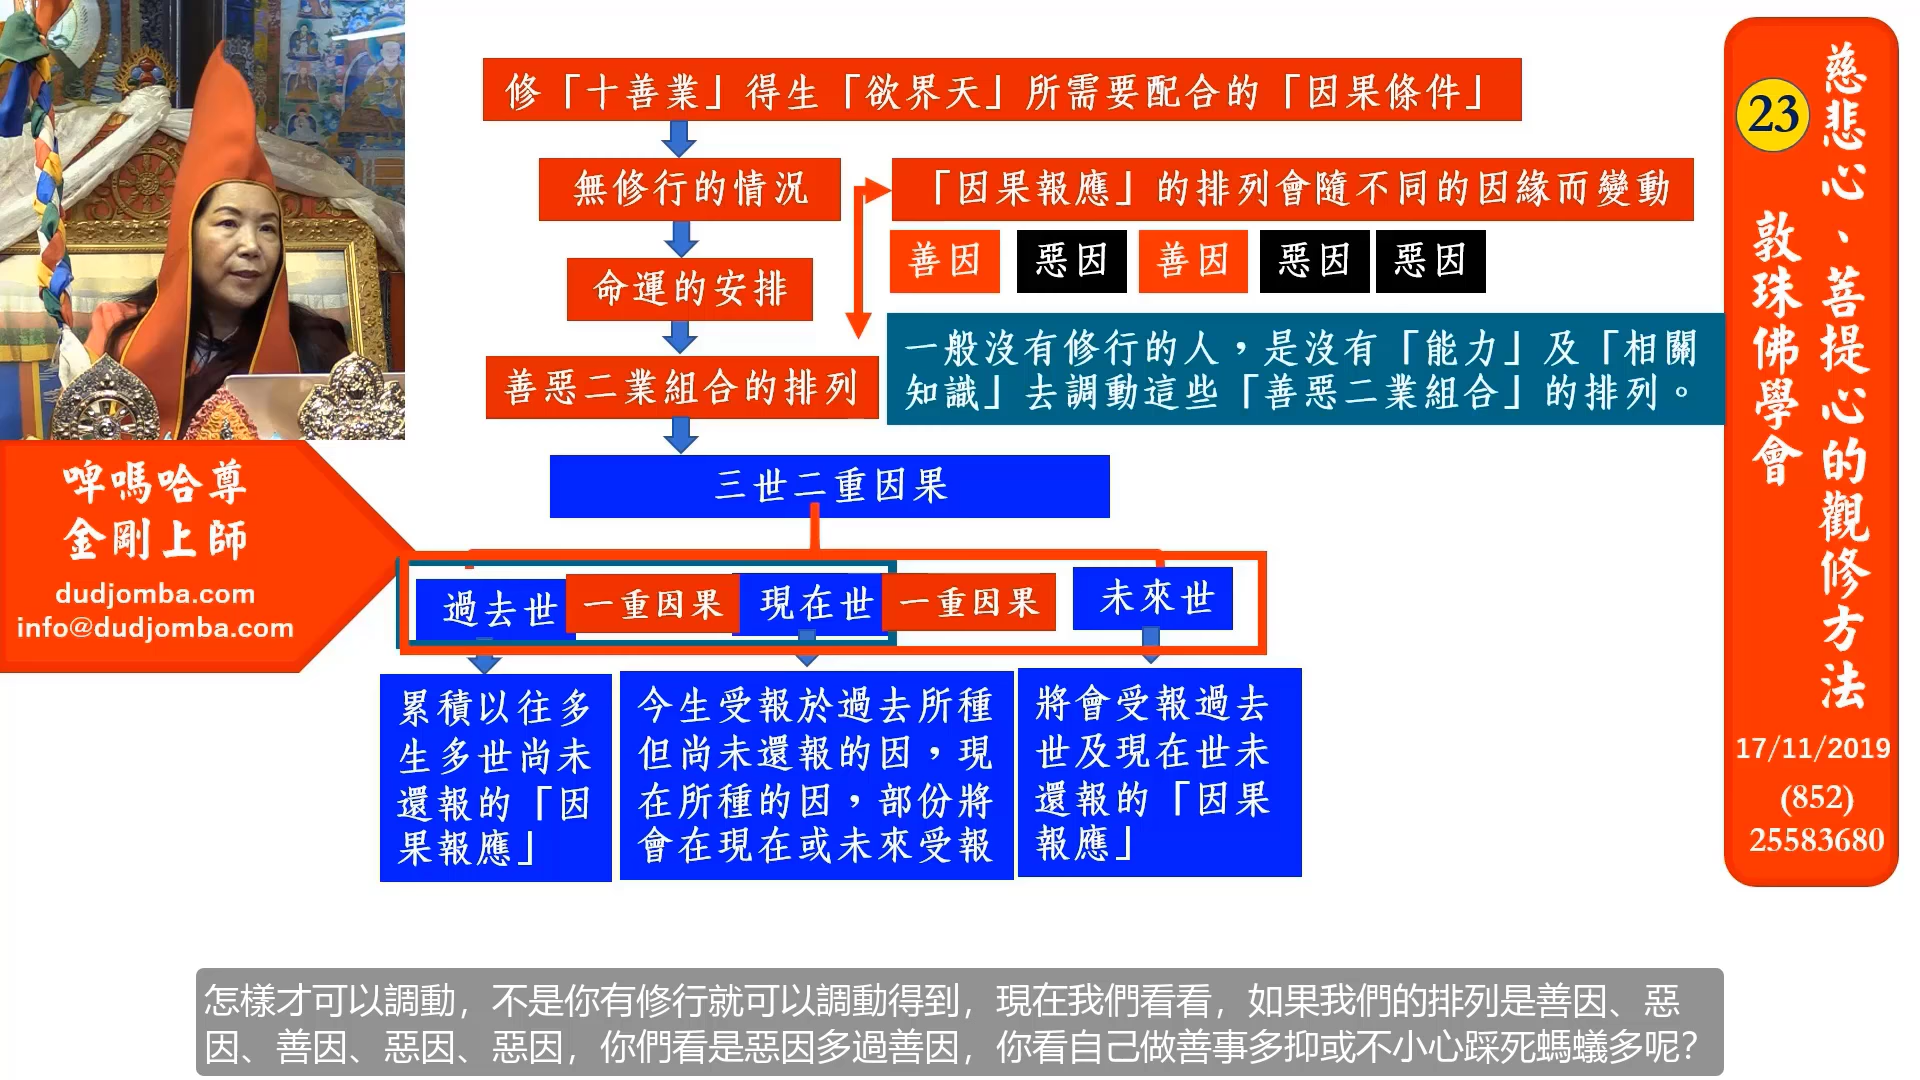 修「十善業」得生「欲界天」所需要配合的「因果條件」
無修行的情況
「因果報應」的排列會隨不同的因緣而變動
善因
惡因
善因
惡因
惡因
命運的安排
一般沒有修行的人，是沒有「能力」及「相關
知識」去調動這些「善惡二業組合」的排列。
善惡二業組合的排列
三世二重因果
過去世
一重因果
現在世
一重因果
未來世
累積以往多
生多世尚未
還報的「因
果報應」
今生受報於過去所種
但尚未還報的因，現
在所種的因，部份將
會在現在或未來受報
將會受報過去
世及現在世未
還報的「因果
報應」
啤嗎哈尊
金剛上師
dudjomba.com
info@dudjomba.com
慈悲心、菩提心的觀修方法
23
敦珠佛學會
17/11/2019
(852)
25583680
怎樣才可以調動，不是你有修行就可以調動得到，現在我們看看，如果我們的排列是善因、惡
因、善因、惡因、惡因，你們看是惡因多過善因，你看自己做善事多抑或不小心踩死螞蟻多呢？